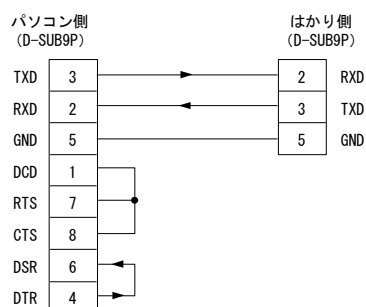 パソコン側 はかり側
(D-SUB9P) (D-SUB9P)
TXD 3 2 RXD
RXD 2 3 TXD
GND 5 5 GND
DCD 1
RTS 7
CTS 8
DSR 6
DTR 4